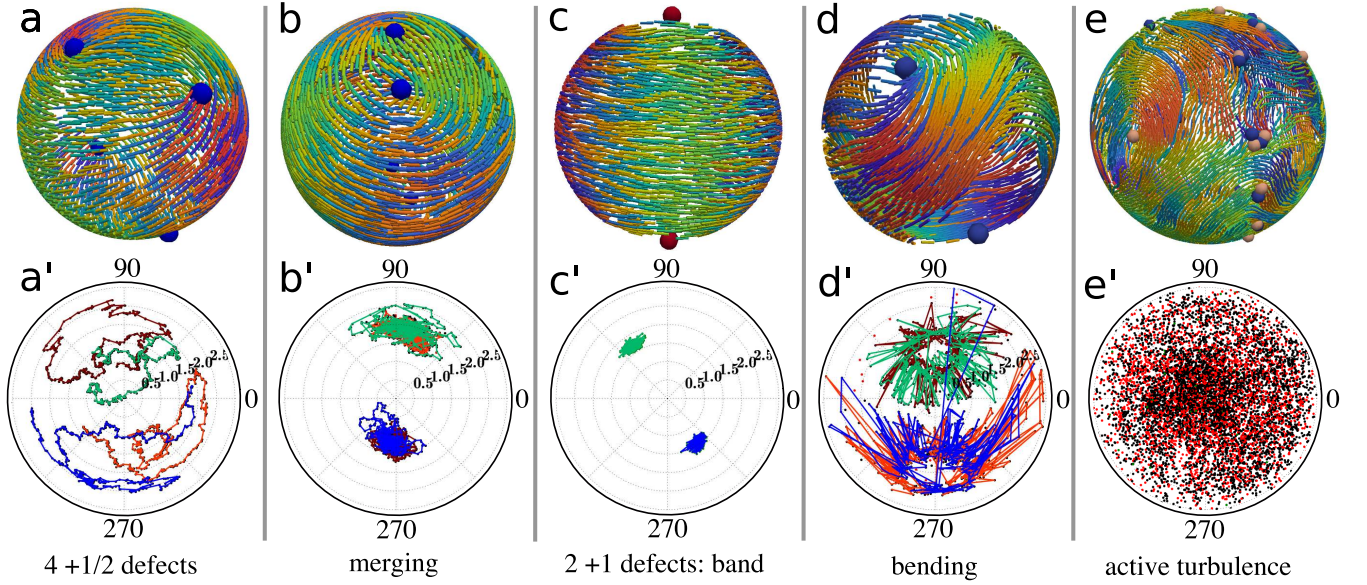 a b c d e
a' b' c' d' e'
90 90 90 90 90
0.5 1.0 1.5 2.0 2.5 0.5 1.0 1.5 2.0 2.5 0.5 1.0 1.5 2.0 2.5
0 0 0 0 0
270 270 270 270 270
4 +1/2 defects merging 2 +1 defects: band bending active turbulence